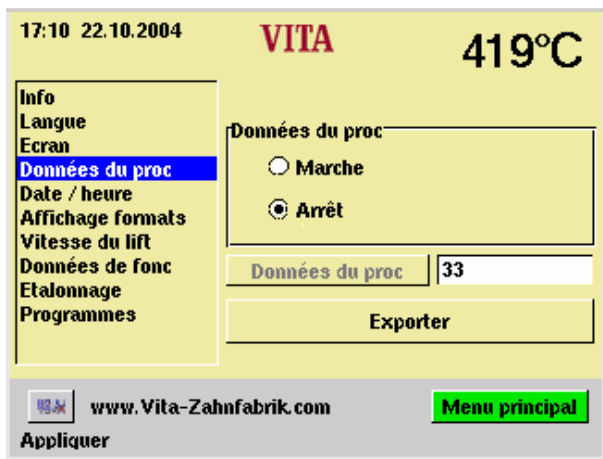 17:10 22.10.2004
VITA
419°C
Info
Langue
Ecran
Données du proc
Date / heure
Affichage formats
Vitesse du lift
Données de fonc
Etalonnage
Programmes
Données du proc
Marche
Arrêt
Données du proc
33
Exporter
www.Vita-Zahnfabrik.com
Menu principal
Appliquer